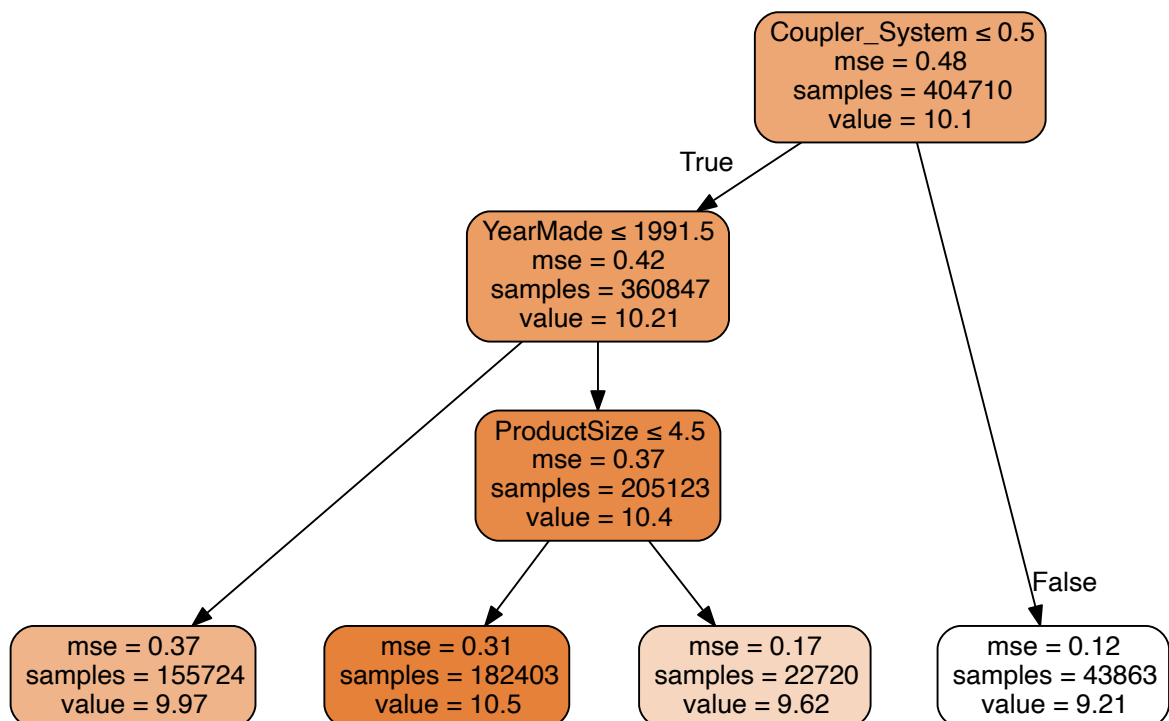 Coupler_System ≤ 0.5
mse = 0.48
samples = 404710
value = 10.1
True
YearMade ≤ 1991.5
mse = 0.42
samples = 360847
value = 10.21
ProductSize ≤ 4.5
mse = 0.37
samples = 205123
value = 10.4
False
mse = 0.37
samples = 155724
value = 9.97
mse = 0.31
samples = 182403
value = 10.5
mse = 0.17
samples = 22720
value = 9.62
mse = 0.12
samples = 43863
value = 9.21